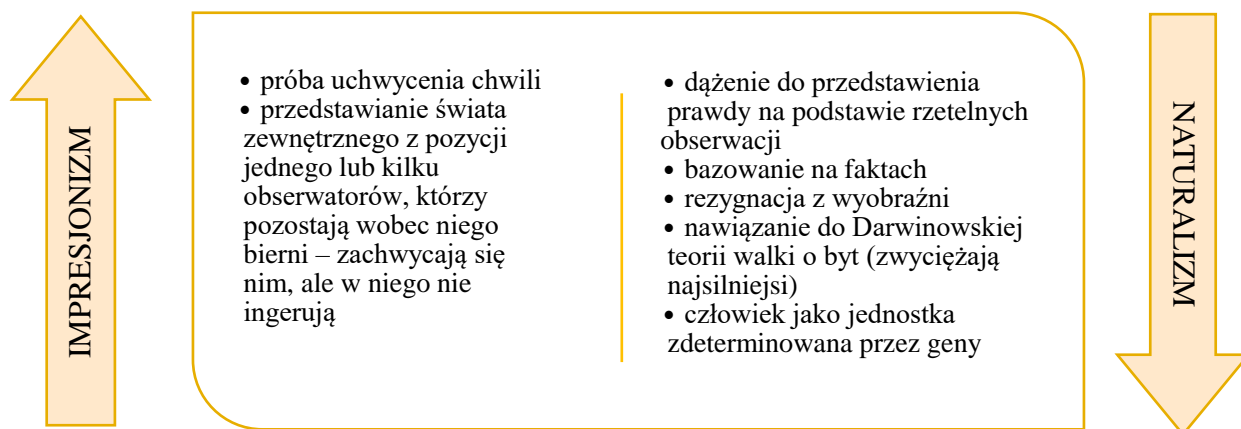 IMPRESJONIZM
• próba uchwycenia chwili
• przedstawianie świata
zewnętrznego z pozycji
jednego lub kilku
obserwatorów, którzy
pozostają wobec niego
bierni – zachwycają się
nim, ale w niego nie
ingerują
• dążenie do przedstawienia
prawdy na podstawie rzetelnych
obserwacji
• bazowanie na faktach
• rezygnacja z wyobraźni
• nawiązanie do Darwinowskiej
teorii walki o byt (zwyciężają
najsilniejsi)
• człowiek jako jednostka
zdeterminowana przez geny
NATURALIZM